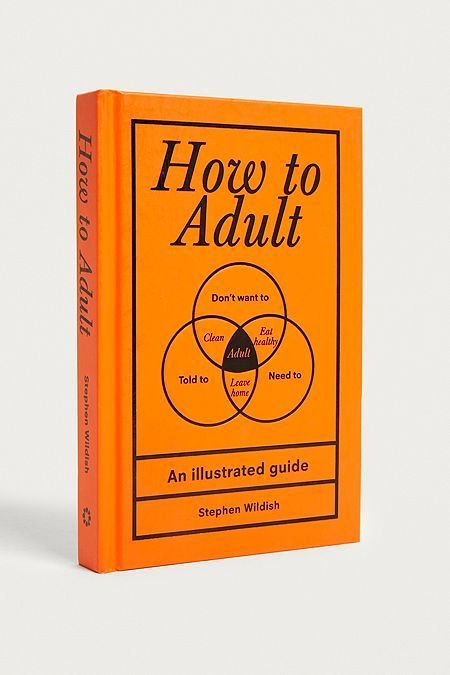 How to Adult
Stephen Wildish
How to
Adult
Don't want to
Clean
Eat
healthy
Adult
Told to
Leave
home
Need to
An illustrated guide
Stephen Wildish